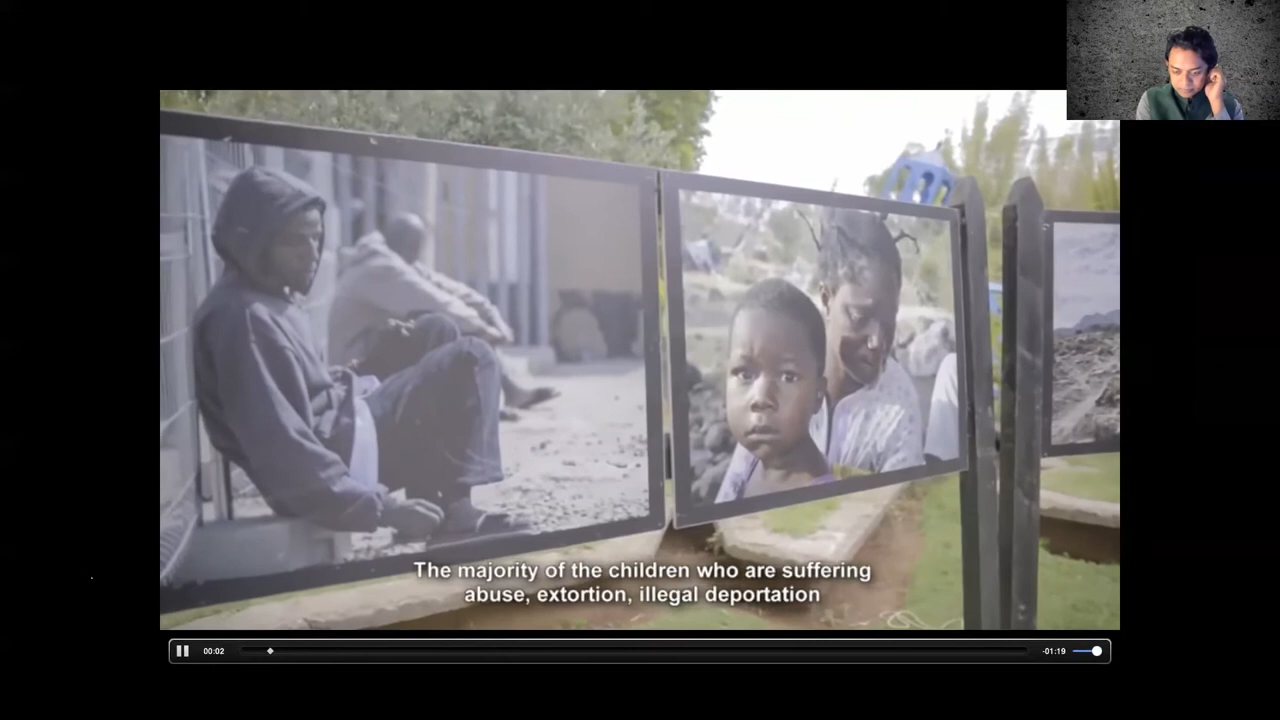 The majority of the children who are suffering
abuse, extortion, illegal deportation
00:02
-01:19